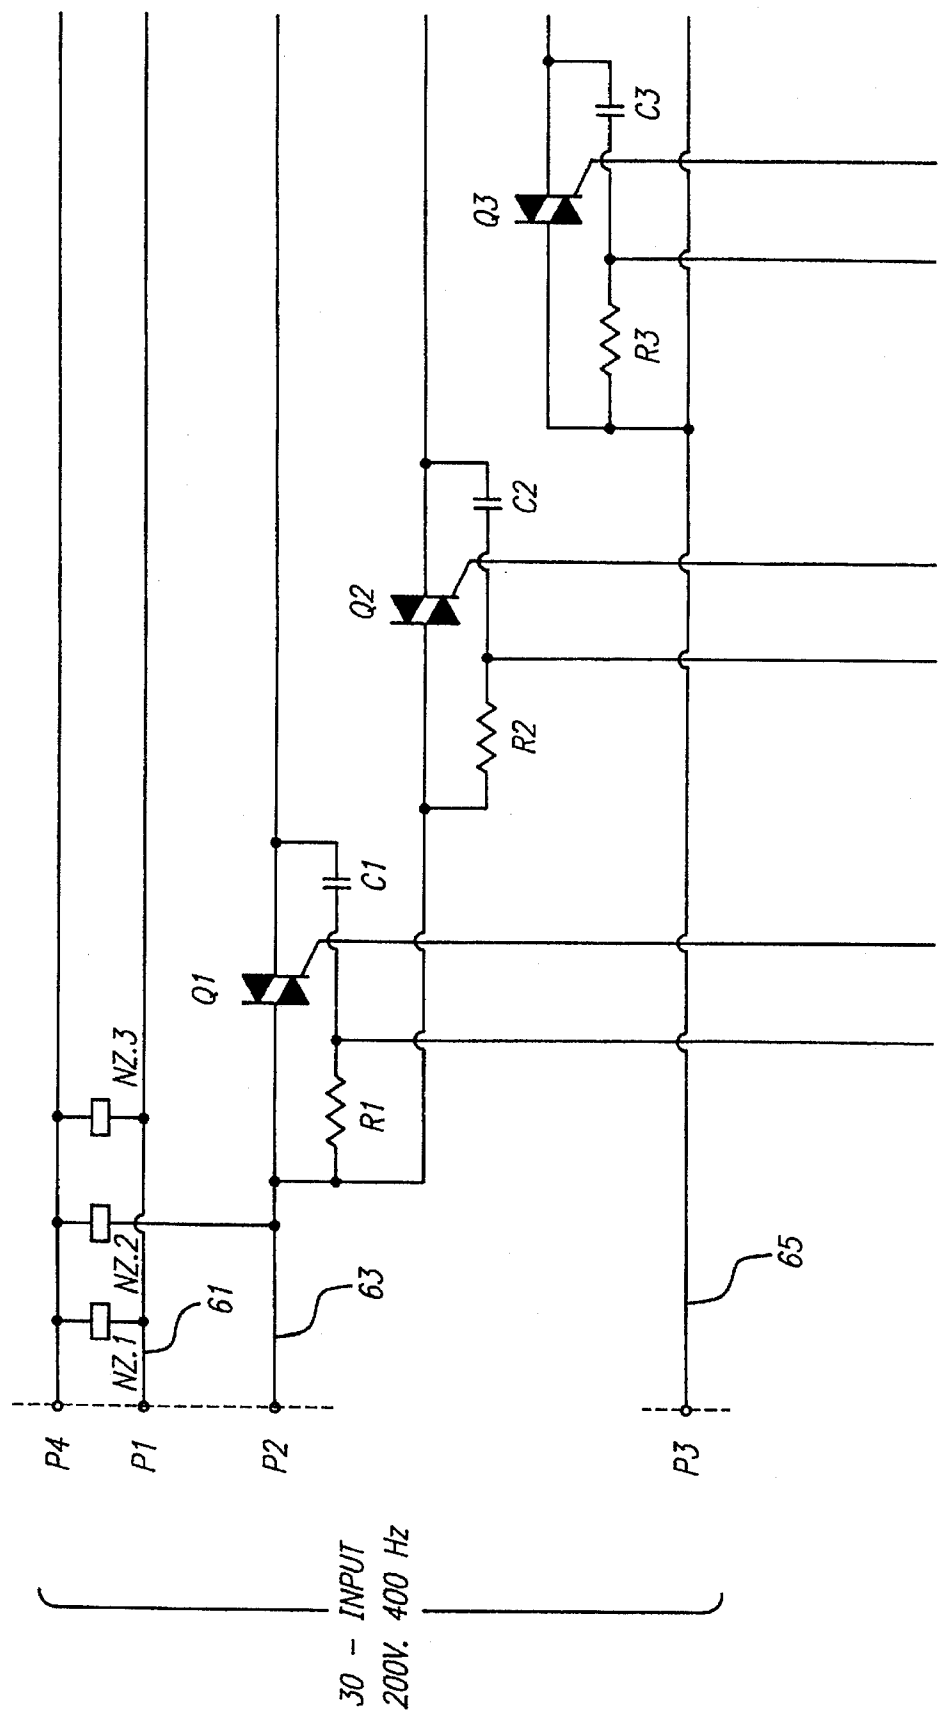 30 - INPUT
200V. 400 Hz
P4
P1
P2
P3
NZ.1
NZ.2
NZ.3
61
63
65
Q1
R1
C1
Q2
R2
C2
Q3
R3
C3